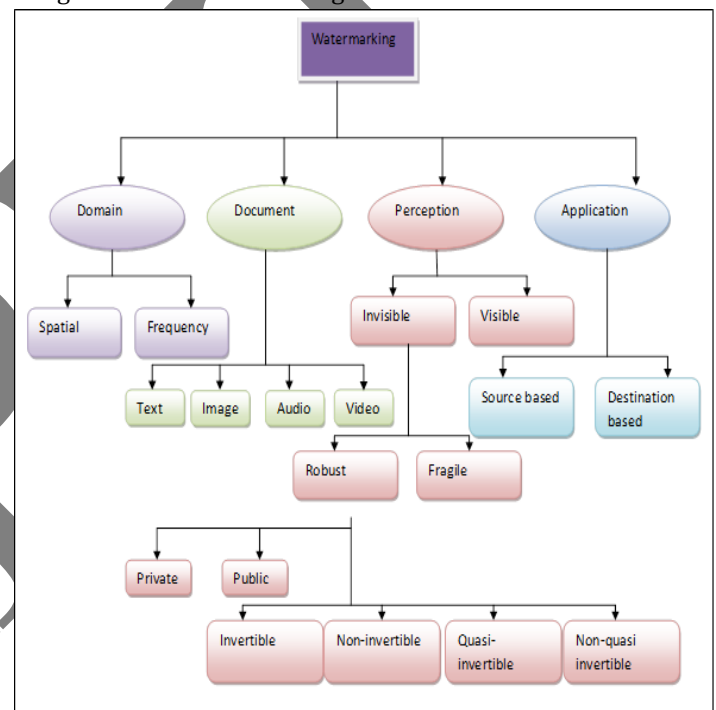 Watermarking
Domain
Document
Perception
Application
Spatial
Frequency
Invisible
Visible
Text
Image
Audio
Video
Source based
Destination
based
Robust
Fragile
Private
Public
Invertible
Non-invertible
Quasi-
invertible
Non-quasi
invertible